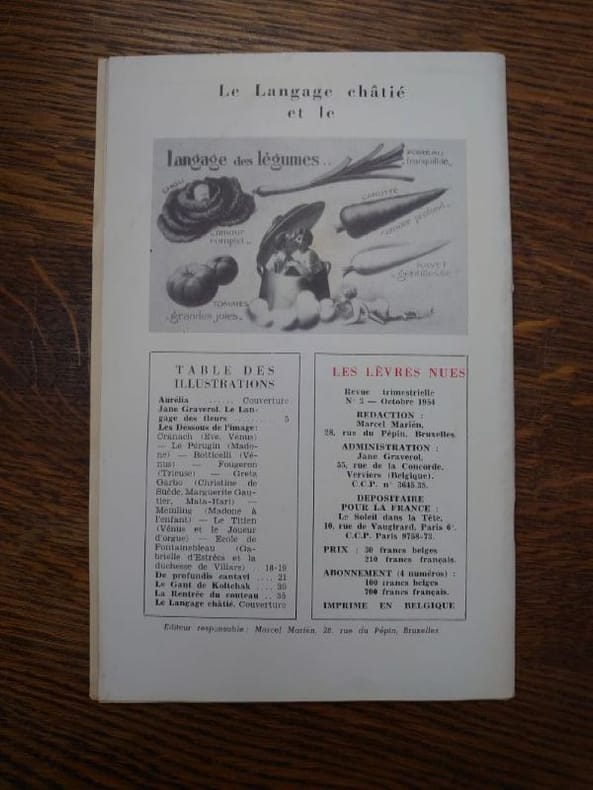 Le Langage châtié
et le
Langage des légumes..
POIREAU
"tranquillité"
CHOU
"amour
complet"
CAROTTE
"amour profond"
NAVET
"gentillesse"
TOMATES
"grandes joies"
TABLE DES
ILLUSTRATIONS
Aurélia ...... Couverture
Jane Graverol. Le Lan-
gage des fleurs .......... 5
Les Dessous de l'image:
Cranach (Eve, Vénus)
— Le Pérugin (Mado-
ne) — Botticelli (Vé-
nus) — Fougeron
(Trieuse) — Greta
Garbo (Christine de
Suède, Marguerite Gau-
tier, Mata-Hari) —
Memling (Madone à
l'enfant) — Le Titien
(Vénus et le Joueur
d'orgue) — Ecole de
Fontainebleau (Ga-
brielle d'Estrées et la
duchesse de Villars) .. 18-19
De profundis cantavi .... 21
Le Gant de Koltchak .... 30
La Rentrée du couteau .. 35
Le Langage châtié. Couverture
LES LÈVRES NUES
Revue trimestrielle
N° 3 — Octobre 1954
REDACTION :
Marcel Mariën,
28, rue du Pépin, Bruxelles.
ADMINISTRATION :
Jane Graverol,
55, rue de la Concorde,
Verviers (Belgique).
C.C.P. n° 3645.35.
DEPOSITAIRE
POUR LA FRANCE :
Le Soleil dans la Tête,
10, rue de Vaugirard, Paris 6e.
C.C.P. Paris 9758-73.
PRIX : 30 francs belges
210 francs français.
ABONNEMENT (4 numéros) :
100 francs belges
700 francs français.
IMPRIME EN BELGIQUE
Editeur responsable : Marcel Mariën, 28, rue du Pépin, Bruxelles.